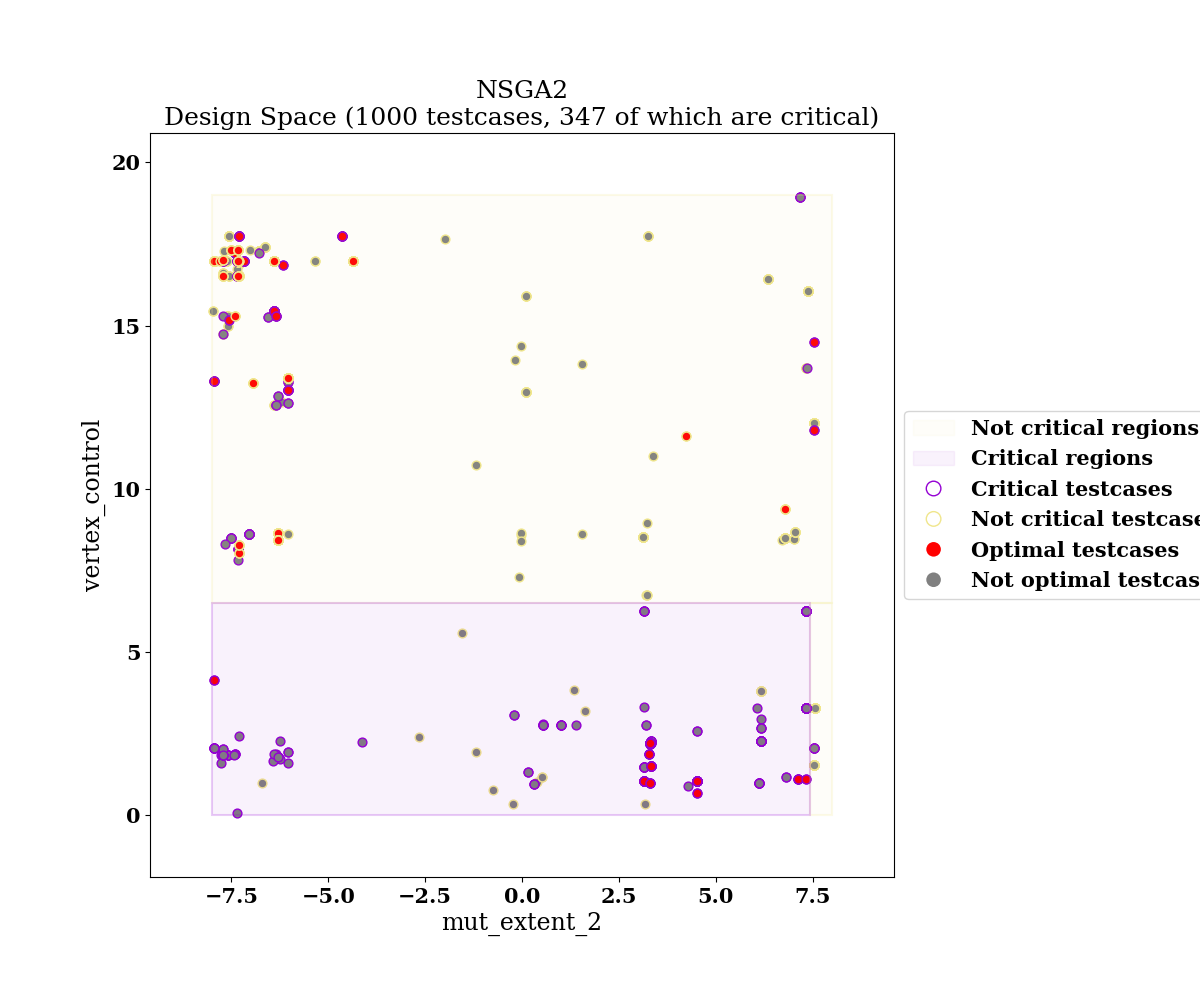 NSGA2
Design Space (1000 testcases, 347 of which are critical)
20
15
10
5
0
vertex_control
−7.5 −5.0 −2.5 0.0 2.5 5.0 7.5
mut_extent_2
Not critical regions
Critical regions
Critical testcases
Not critical testcase
Optimal testcases
Not optimal testcas